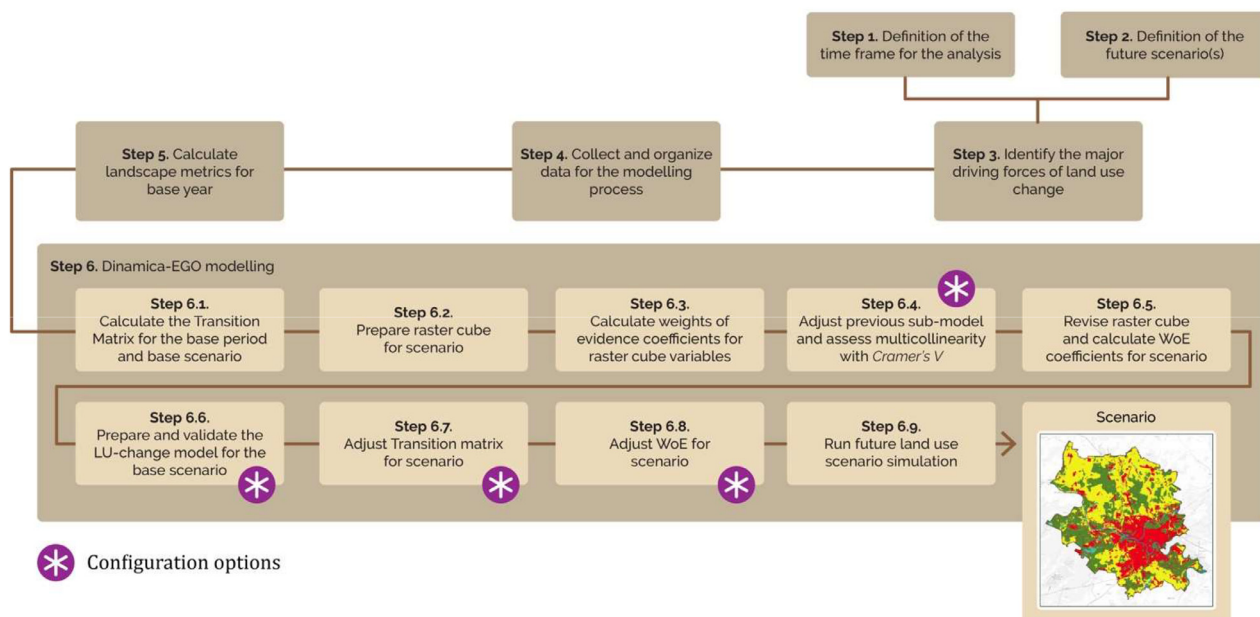 Step 1. Definition of the
time frame for the analysis
Step 2. Definition of the
future scenario(s)
Step 3. Identify the major
driving forces of land use
change
Step 4. Collect and organize
data for the modelling
process
Step 5. Calculate
landscape metrics for
base year
Step 6. Dinamica-EGO modelling
Step 6.1.
Calculate the Transition
Matrix for the base period
and base scenario
Step 6.2.
Prepare raster cube
for scenario
Step 6.3.
Calculate weights of
evidence coefficients for
raster cube variables
Step 6.4.
Adjust previous sub-model
and assess multicollinearity
with Cramer's V
Step 6.5.
Revise raster cube
and calculate WoE
coefficients for scenario
Step 6.6.
Prepare and validate the
LU-change model for the
base scenario
Step 6.7.
Adjust Transition matrix
for scenario
Step 6.8.
Adjust WoE for
scenario
Step 6.9.
Run future land use
scenario simulation
Scenario
Configuration options